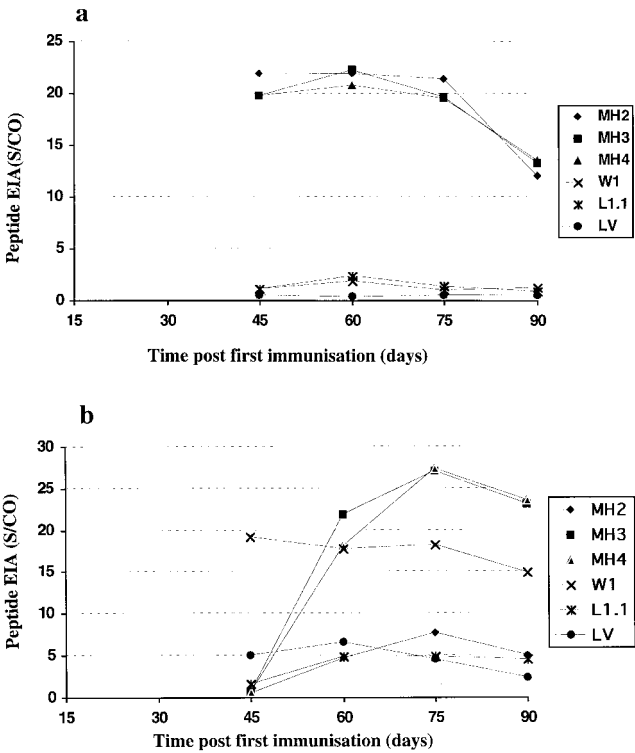 a
25
20
15
10
5
0
Peptide EIA(S/CO)
15 30 45 60 75 90
Time post first immunisation (days)
MH2
MH3
MH4
W1
L1.1
LV
b
30
25
20
15
10
5
0
Peptide EIA (S/CO)
15 30 45 60 75 90
Time post first immunisation (days)
MH2
MH3
MH4
W1
L1.1
LV